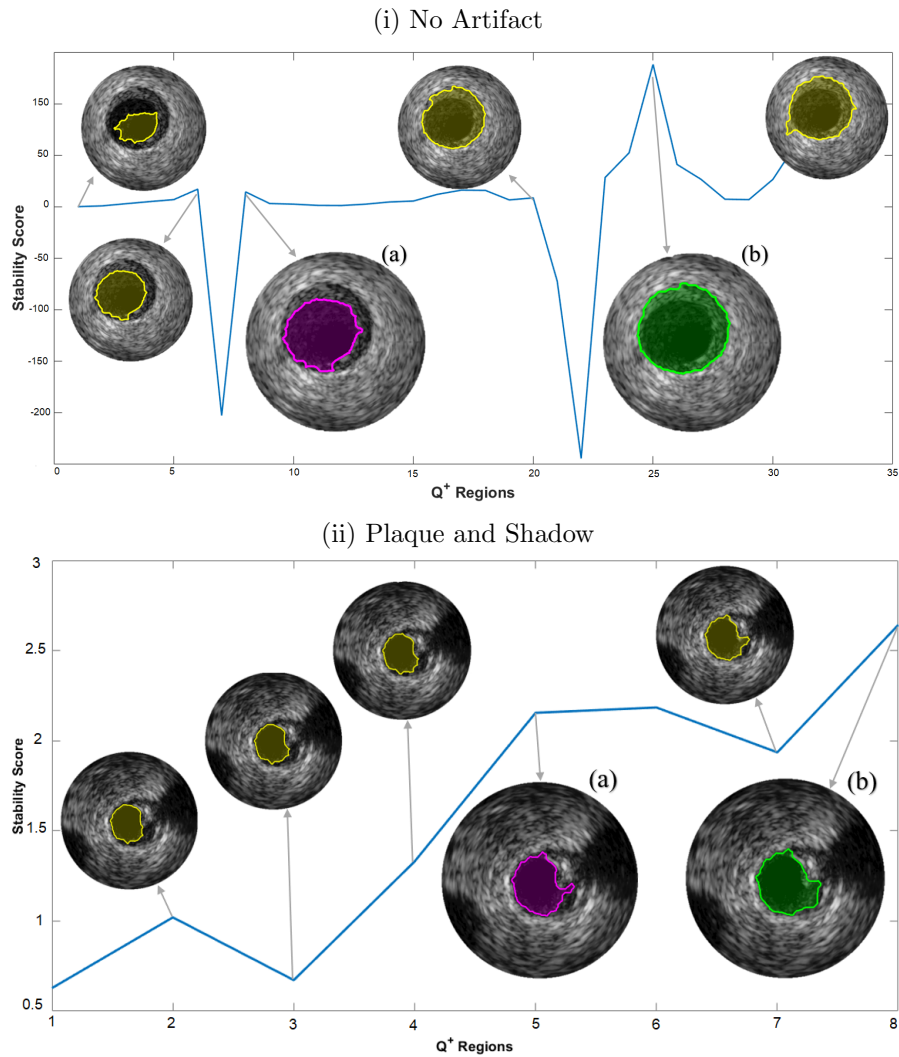 (i) No Artifact
(a)
(b)
150
50
0
-50
-100
-150
-200
Stability Score
0 5 10 15 20 25 30 35
Q+ Regions
(ii) Plaque and Shadow
3
2.5
2
1.5
1
0.5
Stability Score
(a)
(b)
1 2 3 4 5 6 7 8
Q+ Regions